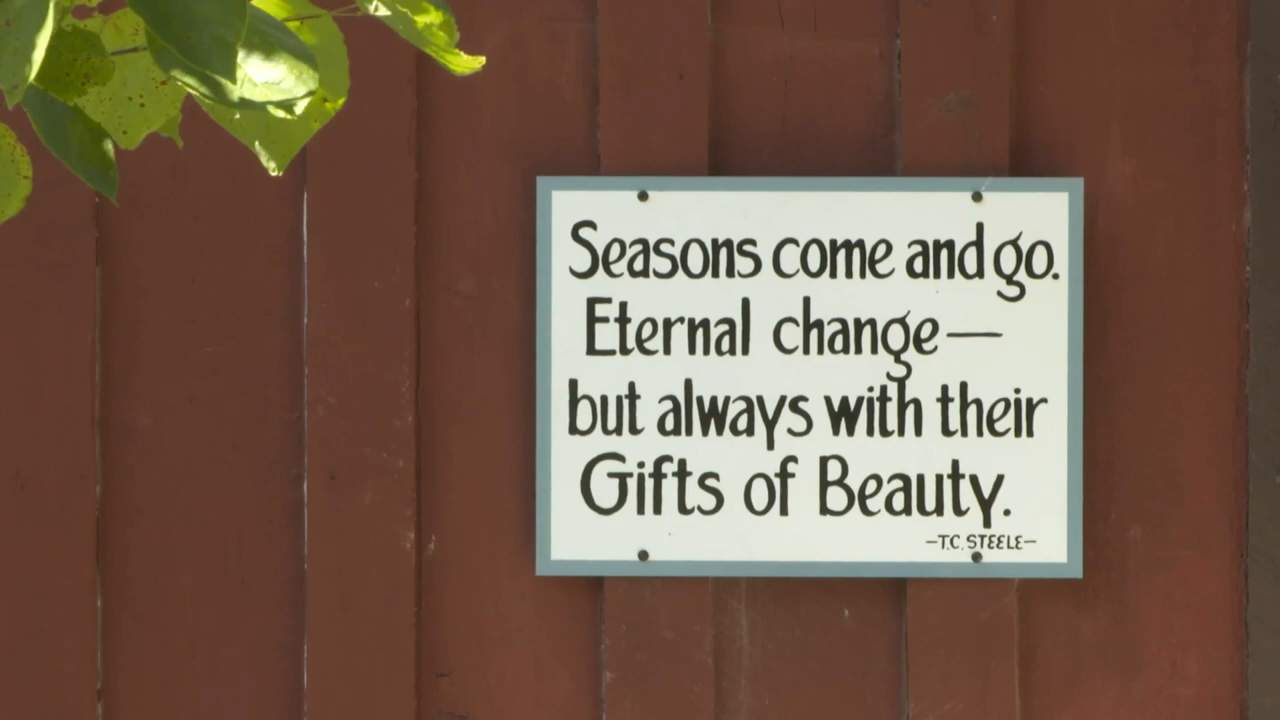 Seasons come and go.
Eternal change—
but always with their
Gifts of Beauty.
—T.C. STEELE—